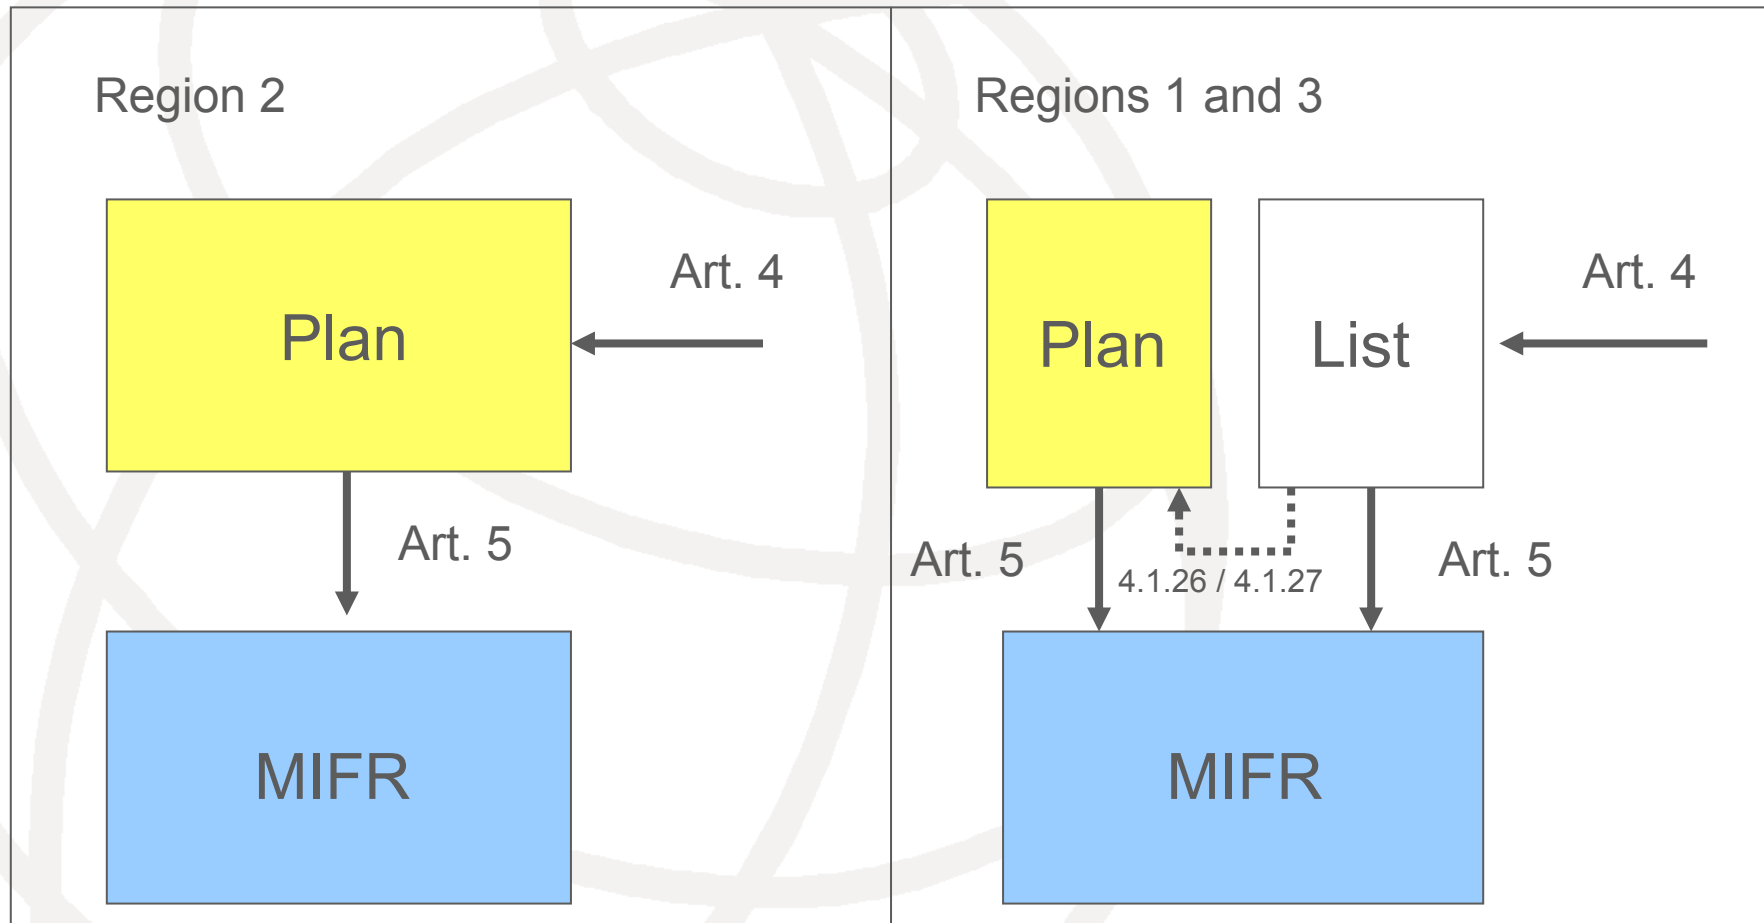 Region 2
Plan
Art. 4
Art. 5
MIFR
Regions 1 and 3
Plan
List
Art. 4
Art. 5
4.1.26 / 4.1.27
Art. 5
MIFR